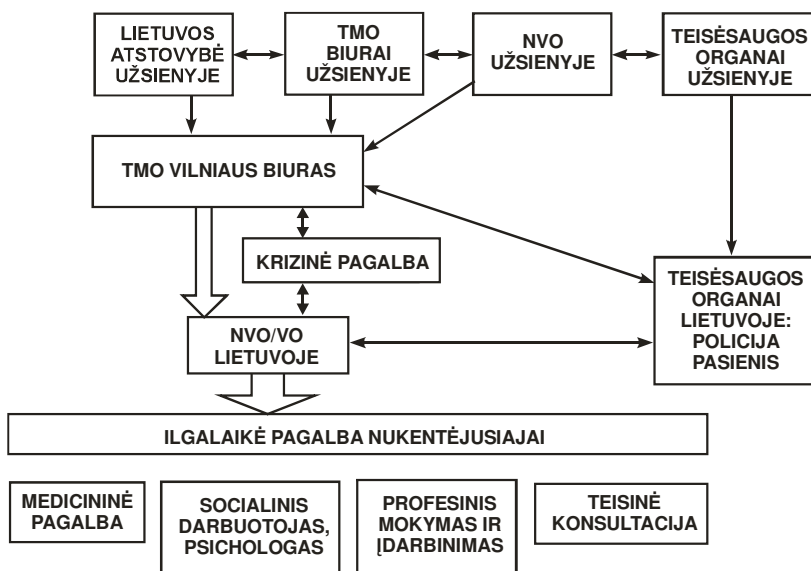 LIETUVOS
ATSTOVYBĖ
UŽSIENYJE
TMO
BIURAI
UŽSIENYJE
NVO
UŽSIENYJE
TEISĖSAUGOS
ORGANAI
UŽSIENYJE
TMO VILNIAUS BIURAS
KRIZINĖ PAGALBA
TEISĖSAUGOS
ORGANAI
LIETUVOJE:
POLICIJA
PASIENIS
NVO/VO
LIETUVOJE
ILGALAIKĖ PAGALBA NUKENTĖJUSIAJAI
MEDICININĖ
PAGALBA
SOCIALINIS
DARBUOTOJAS,
PSICHOLOGAS
PROFESINIS
MOKYMAS IR
ĮDARBINIMAS
TEISINĖ
KONSULTACIJA